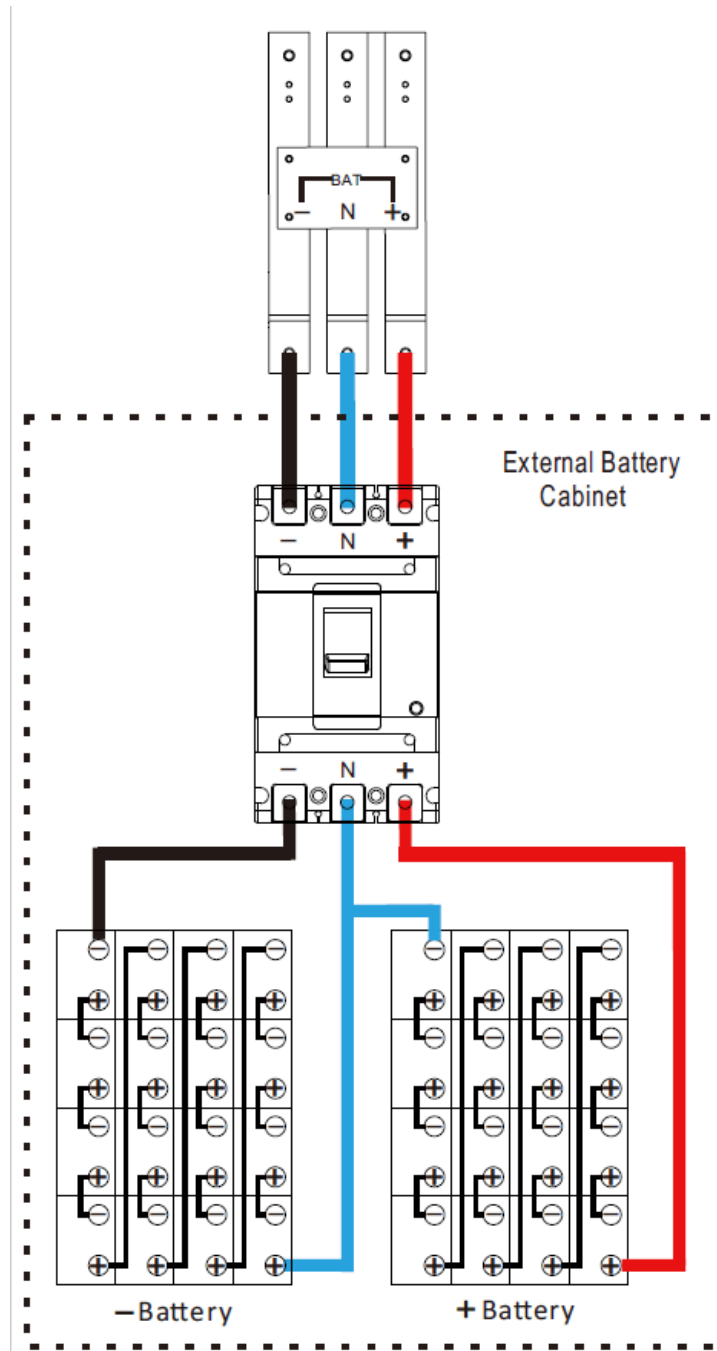 BAT
− N +
External Battery
Cabinet
− N +
− N +
−Battery
+Battery